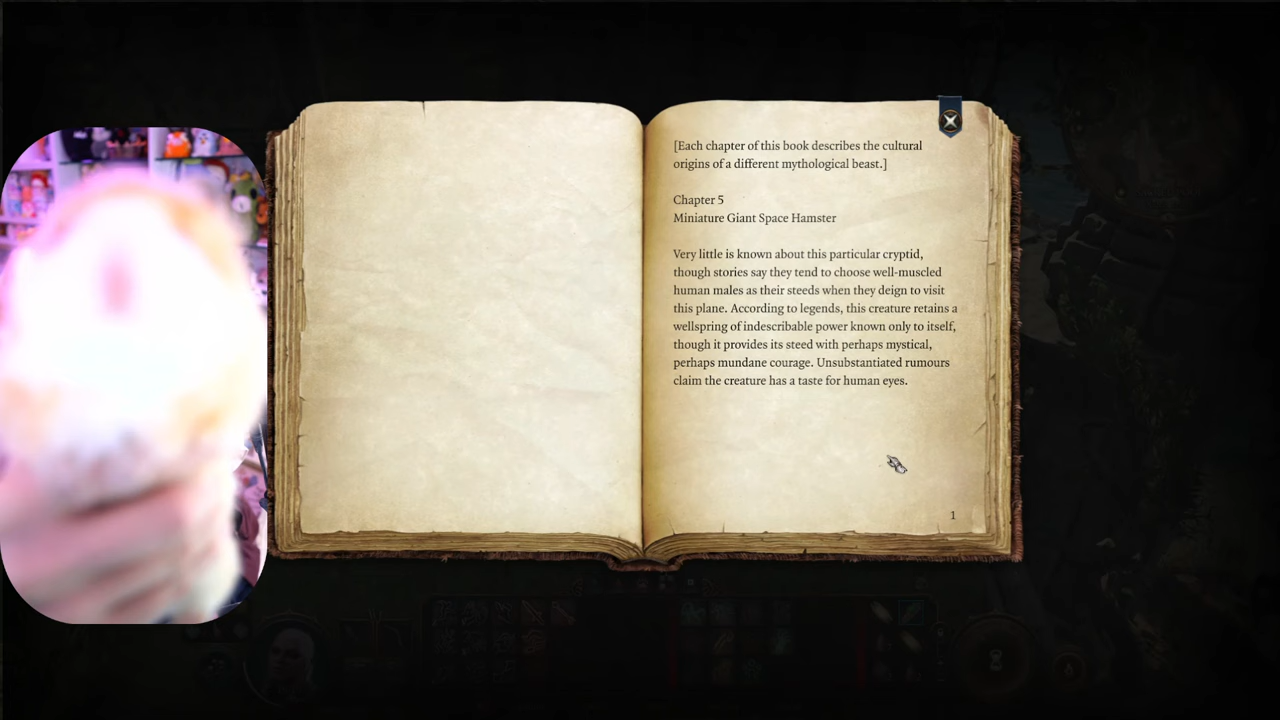 [Each chapter of this book describes the cultural
origins of a different mythological beast.]
Chapter 5
Miniature Giant Space Hamster
Very little is known about this particular cryptid,
though stories say they tend to choose well-muscled
human males as their steeds when they deign to visit
this plane. According to legends, this creature retains a
wellspring of indescribable power known only to itself,
though it provides its steed with perhaps mystical,
perhaps mundane courage. Unsubstantiated rumours
claim the creature has a taste for human eyes.
1